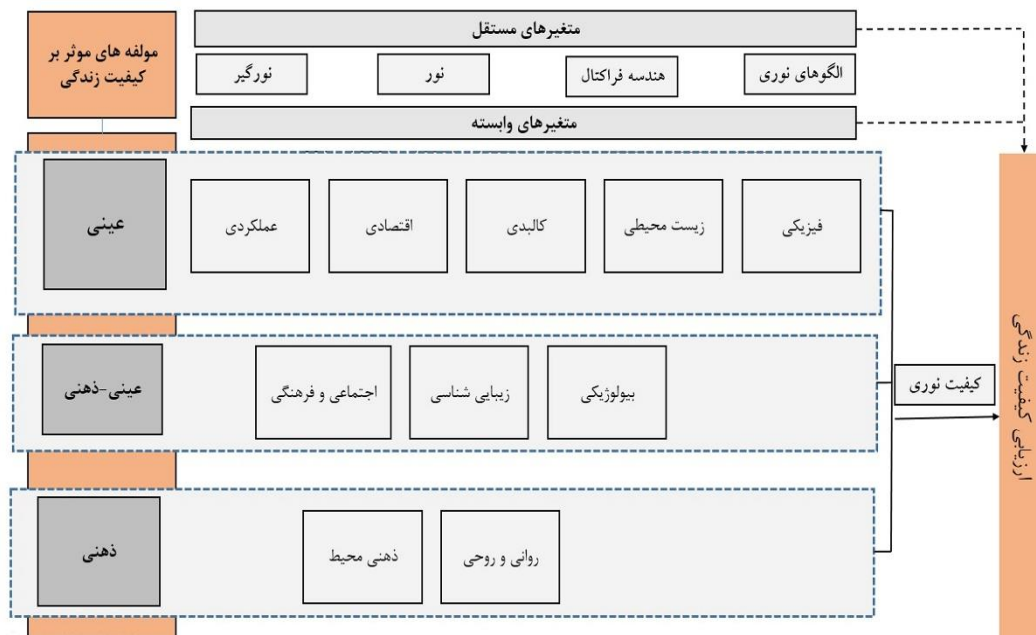 مولفه های موثر بر
کیفیت زندگی
متغیرهای مستقل
الگوهای نوری
هندسه فراکتال
نور
نورگیر
متغیرهای وابسته
عینی
فیزیکی
زیست محیطی
کالبدی
اقتصادی
عملکردی
عینی-ذهنی
بیولوژیکی
زیبایی شناسی
اجتماعی و فرهنگی
ذهنی
روانی و روحی
ذهنی محیط
کیفیت نوری
ارزیابی کیفیت زندگی